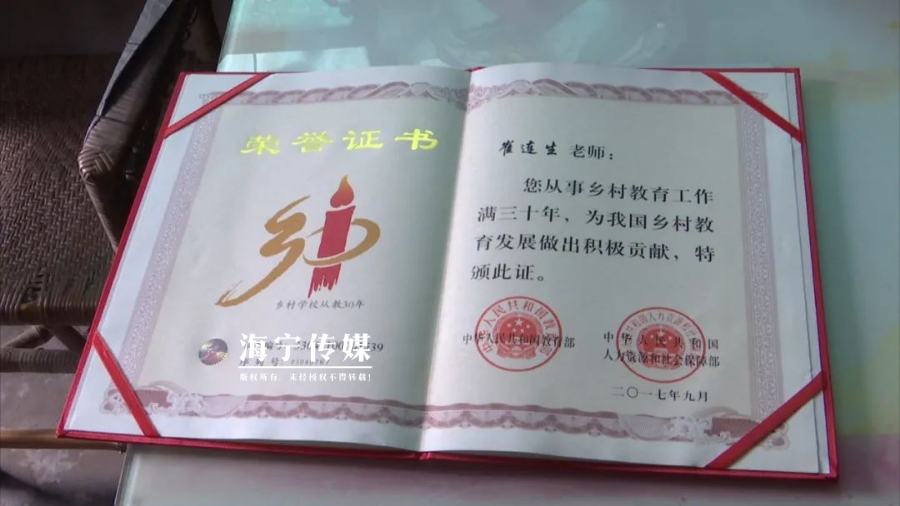 荣誉证书
乡村学校从教30年
海宁传媒
版权所有，未经授权不得转载！
崔连生 老师：
您从事乡村教育工作
满三十年，为我国乡村教
育发展做出积极贡献，特
颁此证。
中华人民共和国教育部
中华人民共和国
人力资源和社会保障部
二〇一七年九月